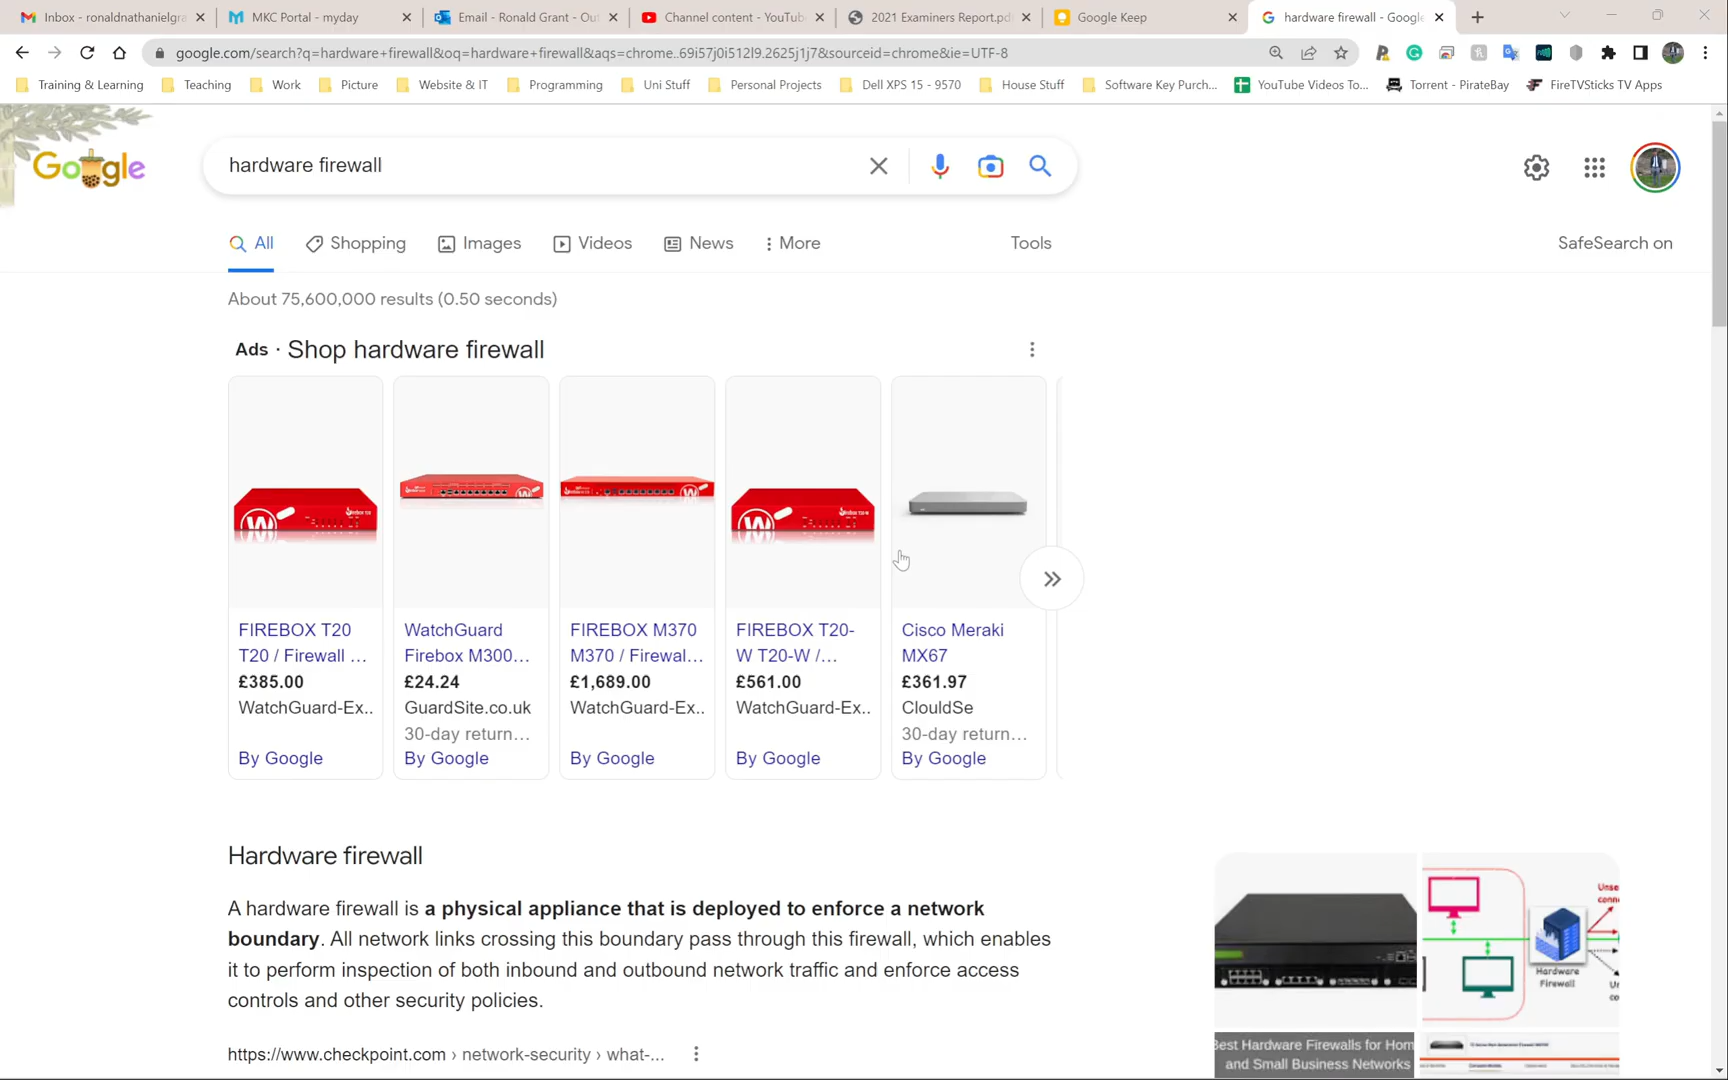 Inbox - ronaldnathanielgra
MKC Portal - myday
Email - Ronald Grant - Out
Channel content - YouTub
2021 Examiners Report.pd
Google Keep
hardware firewall - Google
google.com/search?q=hardware+firewall&oq=hardware+firewall&aqs=chrome..69i57j0i512l9.2625j1j7&sourceid=chrome&ie=UTF-8
Training & Learning
Teaching
Work
Picture
Website & IT
Programming
Uni Stuff
Personal Projects
Dell XPS 15 - 9570
House Stuff
Software Key Purch...
YouTube Videos To...
Torrent - PirateBay
FireTVSticks TV Apps
Google
hardware firewall
All
Shopping
Images
Videos
News
More
Tools
SafeSearch on
About 75,600,000 results (0.50 seconds)
Ads · Shop hardware firewall
FIREBOX T20
T20 / Firewall ...
£385.00
WatchGuard-Ex..
By Google
WatchGuard
Firebox M300...
£24.24
GuardSite.co.uk
30-day return...
By Google
FIREBOX M370
M370 / Firewal...
£1,689.00
WatchGuard-Ex..
By Google
FIREBOX T20-
W T20-W /...
£561.00
WatchGuard-Ex..
By Google
Cisco Meraki
MX67
£361.97
ClouldSe
30-day return...
By Google
Hardware firewall
A hardware firewall is a physical appliance that is deployed to enforce a network
boundary. All network links crossing this boundary pass through this firewall, which enables
it to perform inspection of both inbound and outbound network traffic and enforce access
controls and other security policies.
https://www.checkpoint.com › network-security › what-...
Hardware
Firewall
Best Hardware Firewalls for Hom
and Small Business Networks